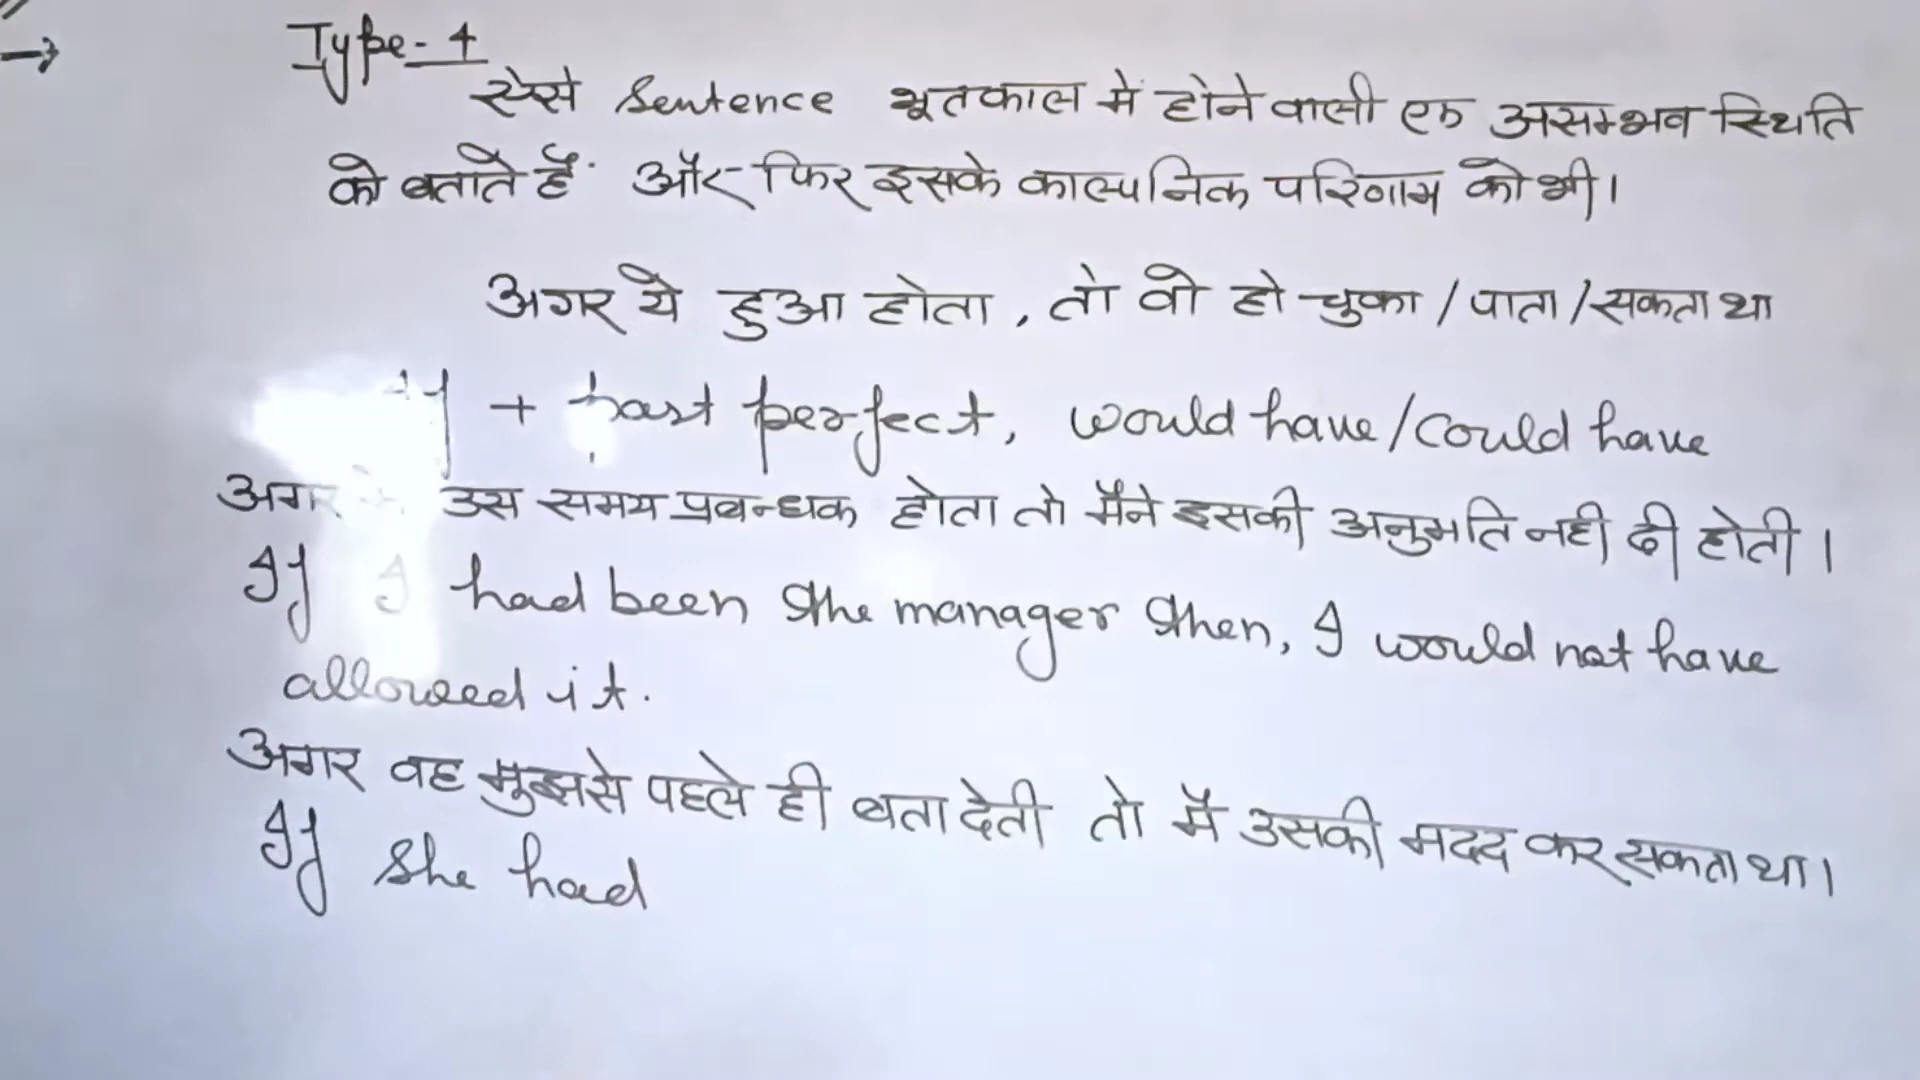 → Type-4
ऐसे Sentence भूतकाल में होने वाली एक असम्भव स्थिति
को बताते हैं और फिर इसके काल्पनिक परिणाम को भी।
अगर ये हुआ होता, तो वो हो चुका/पाता/सकता था
If + past perfect, would have/could have
अगर उस समय प्रबन्धक होता तो मैंने इसकी अनुमति नही दी होती।
If I had been the manager then, I would not have
allowed it.
अगर वह मुझसे पहले ही बता देती तो मैं उसकी मदद कर सकता था।
If she had